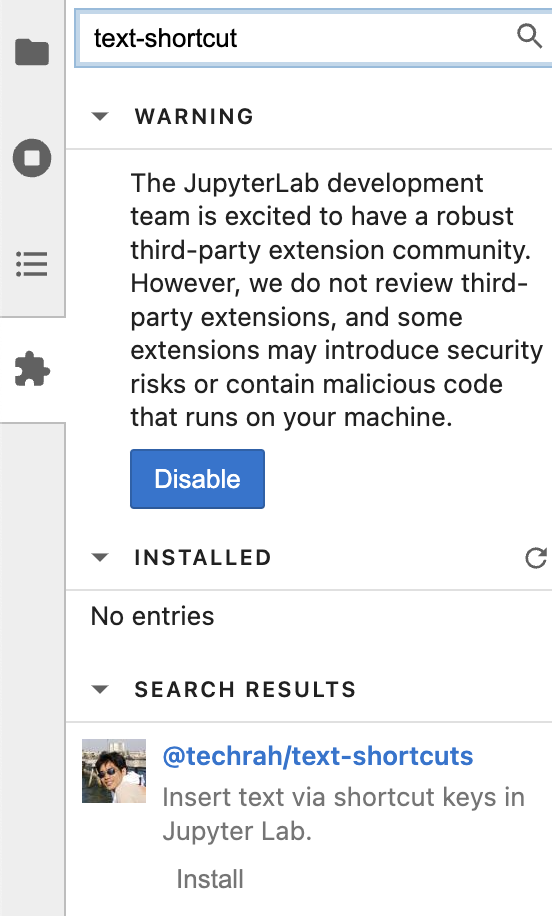 text-shortcut
WARNING
The JupyterLab development
team is excited to have a robust
third-party extension community.
However, we do not review third-
party extensions, and some
extensions may introduce security
risks or contain malicious code
that runs on your machine.
Disable
INSTALLED
No entries
SEARCH RESULTS
@techrah/text-shortcuts
Insert text via shortcut keys in
Jupyter Lab.
Install